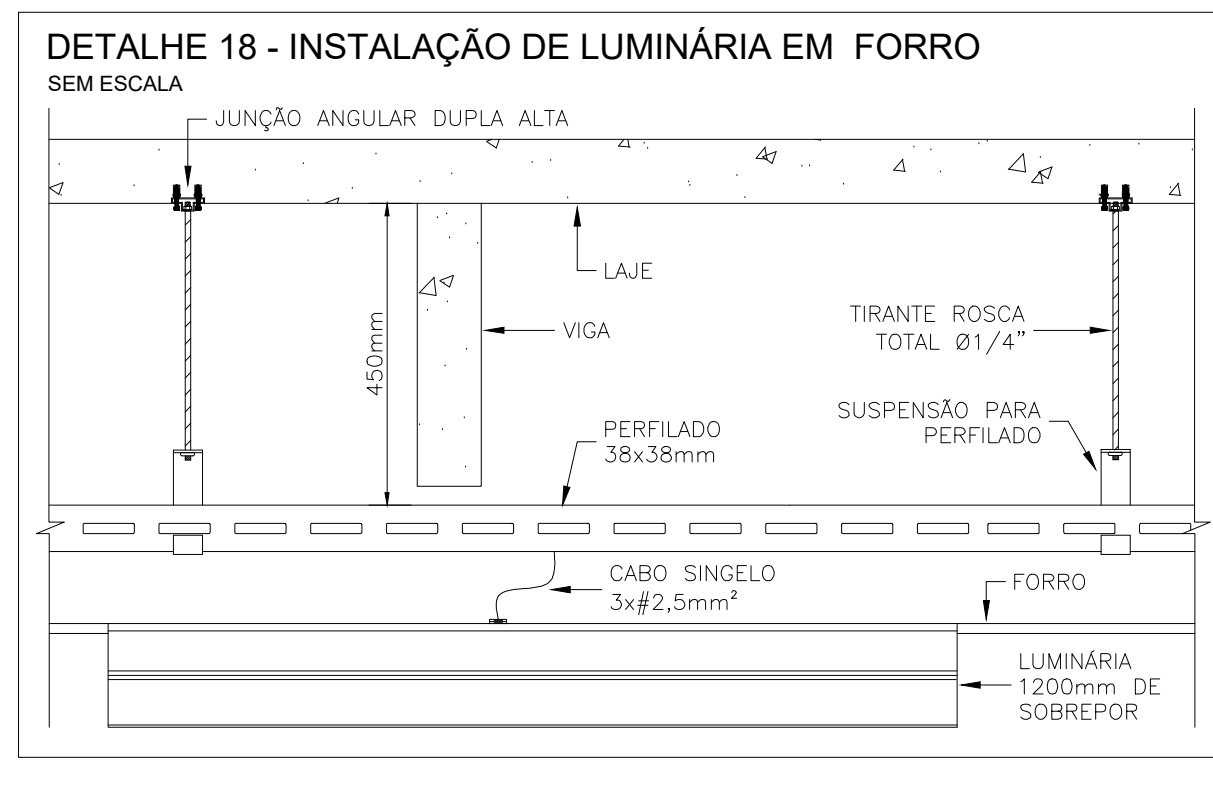 DETALHE 18 - INSTALAÇÃO DE LUMINÁRIA EM  FORRO
SEM ESCALA
JUNÇÃO ANGULAR DUPLA ALTA
LAJE
VIGA
450mm
TIRANTE ROSCA
TOTAL Ø1/4"
SUSPENSÃO PARA
PERFILADO
PERFILADO
38x38mm
CABO SINGELO
3x#2,5mm²
FORRO
LUMINÁRIA
1200mm DE
SOBREPOR